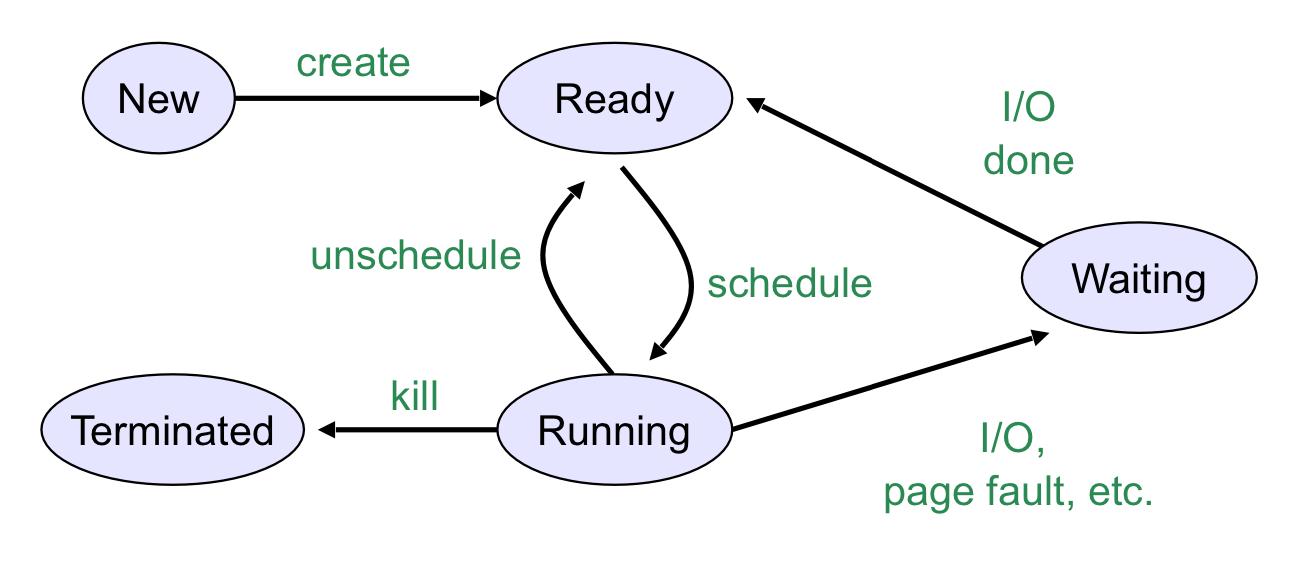 create
New
Ready
I/O
done
unschedule
schedule
Waiting
kill
Terminated
Running
I/O,
page fault, etc.